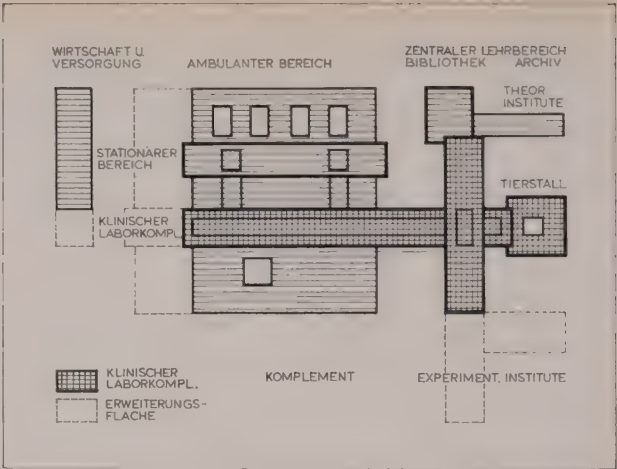 WIRTSCHAFT U.
VERSORGUNG
AMBULANTER BEREICH
ZENTRALER LEHRBEREICH
BIBLIOTHEK ARCHIV
THEOR
INSTITUTE
STATIONÄRER
BEREICH
TIERSTALL
KLINISCHER
LABORKOMPL.
KLINISCHER
LABORKOMPL.
ERWEITERUNGS-
FLÄCHE
KOMPLEMENT
EXPERIMENT. INSTITUTE